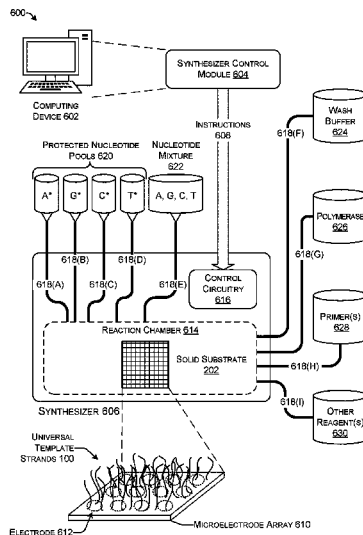 600
COMPUTING
DEVICE 602
SYNTHESIZER CONTROL
MODULE 604
INSTRUCTIONS
608
PROTECTED NUCLEOTIDE
POOLS 620
NUCLEOTIDE
MIXTURE
622
A*
G*
C*
T*
A, G, C, T
618(A)
618(B)
618(C)
618(D)
618(E)
618(F)
618(G)
618(H)
618(I)
WASH
BUFFER
624
POLYMERASE
626
PRIMER(S)
628
OTHER
REAGENT(S)
630
CONTROL
CIRCUITRY
616
REACTION CHAMBER 614
SOLID SUBSTRATE
202
SYNTHESIZER 606
UNIVERSAL
TEMPLATE
STRANDS 100
ELECTRODE 612
MICROELECTRODE ARRAY 610